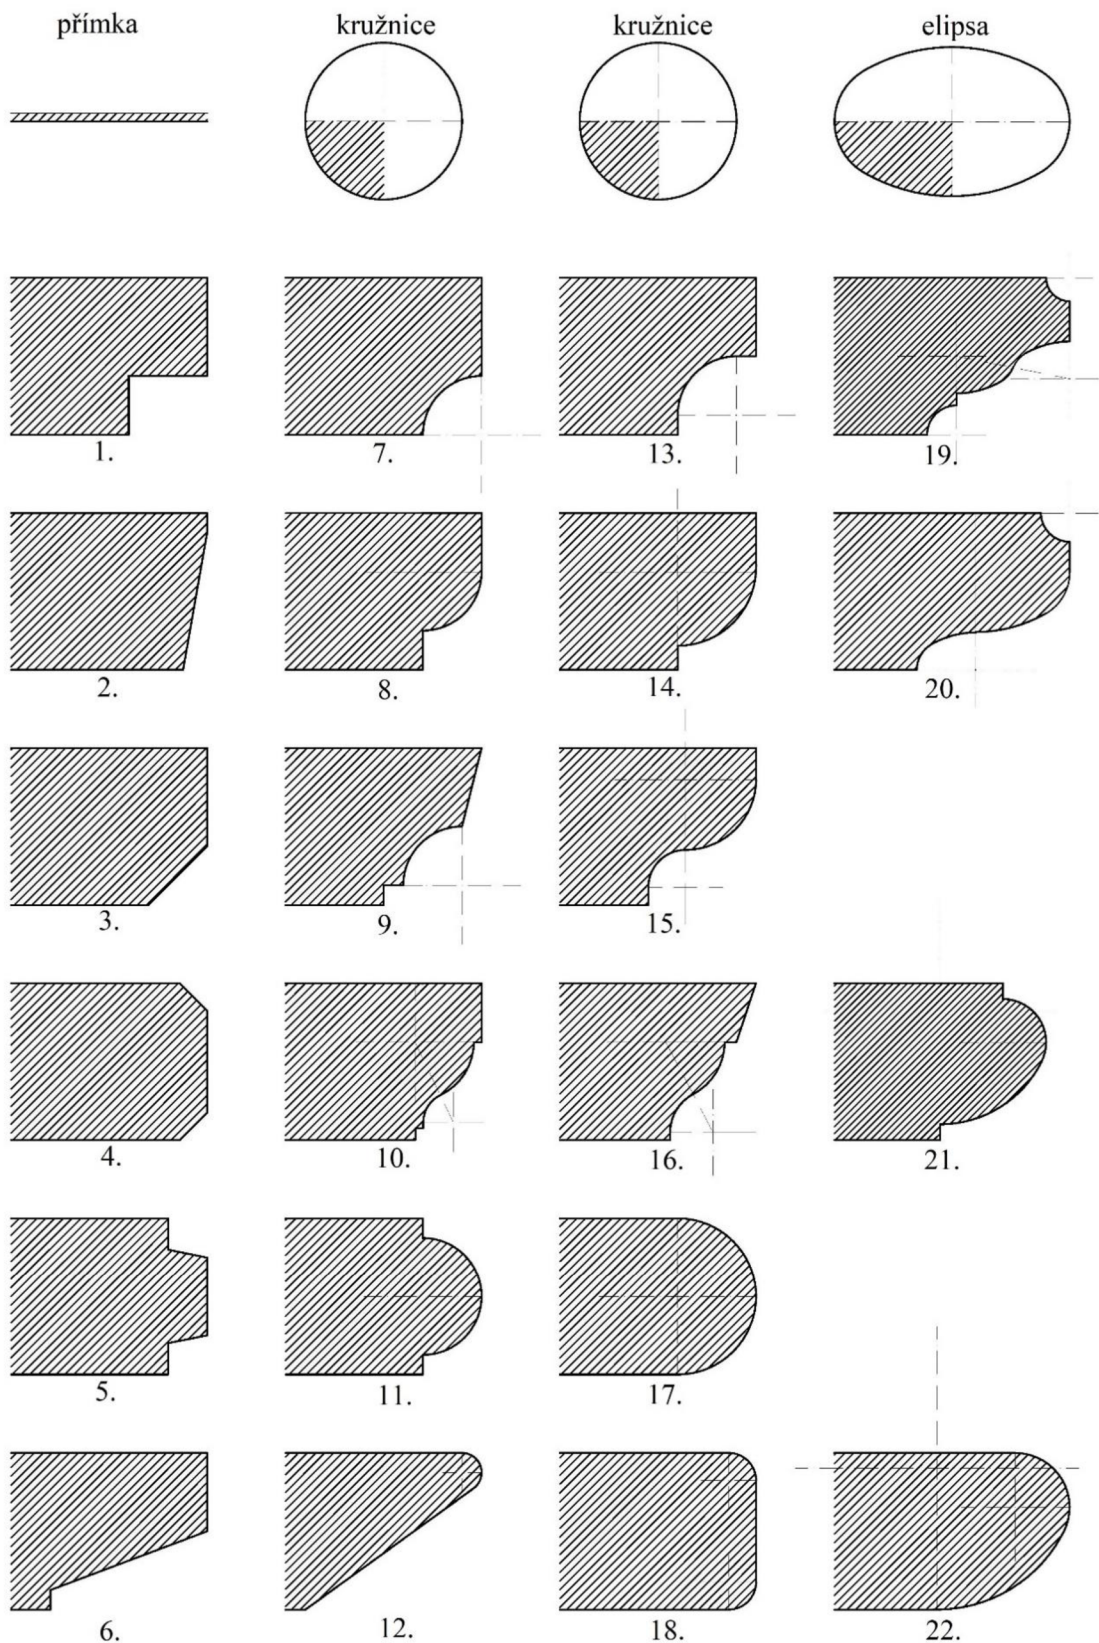 přímka kružnice kružnice elipsa
1. 7. 13. 19.
2. 8. 14. 20.
3. 9. 15.
4. 10. 16. 21.
5. 11. 17.
6. 12. 18. 22.